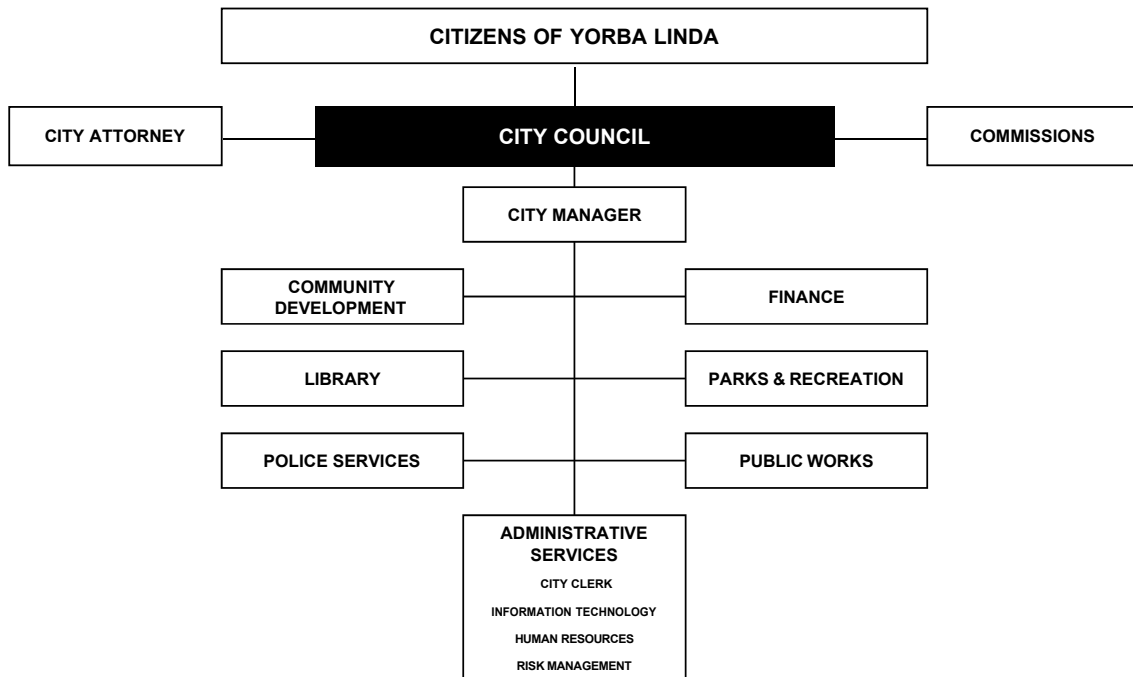 CITIZENS OF YORBA LINDA
CITY ATTORNEY
CITY COUNCIL
COMMISSIONS
CITY MANAGER
COMMUNITY
DEVELOPMENT
FINANCE
LIBRARY
PARKS & RECREATION
POLICE SERVICES
PUBLIC WORKS
ADMINISTRATIVE
SERVICES
CITY CLERK
INFORMATION TECHNOLOGY
HUMAN RESOURCES
RISK MANAGEMENT